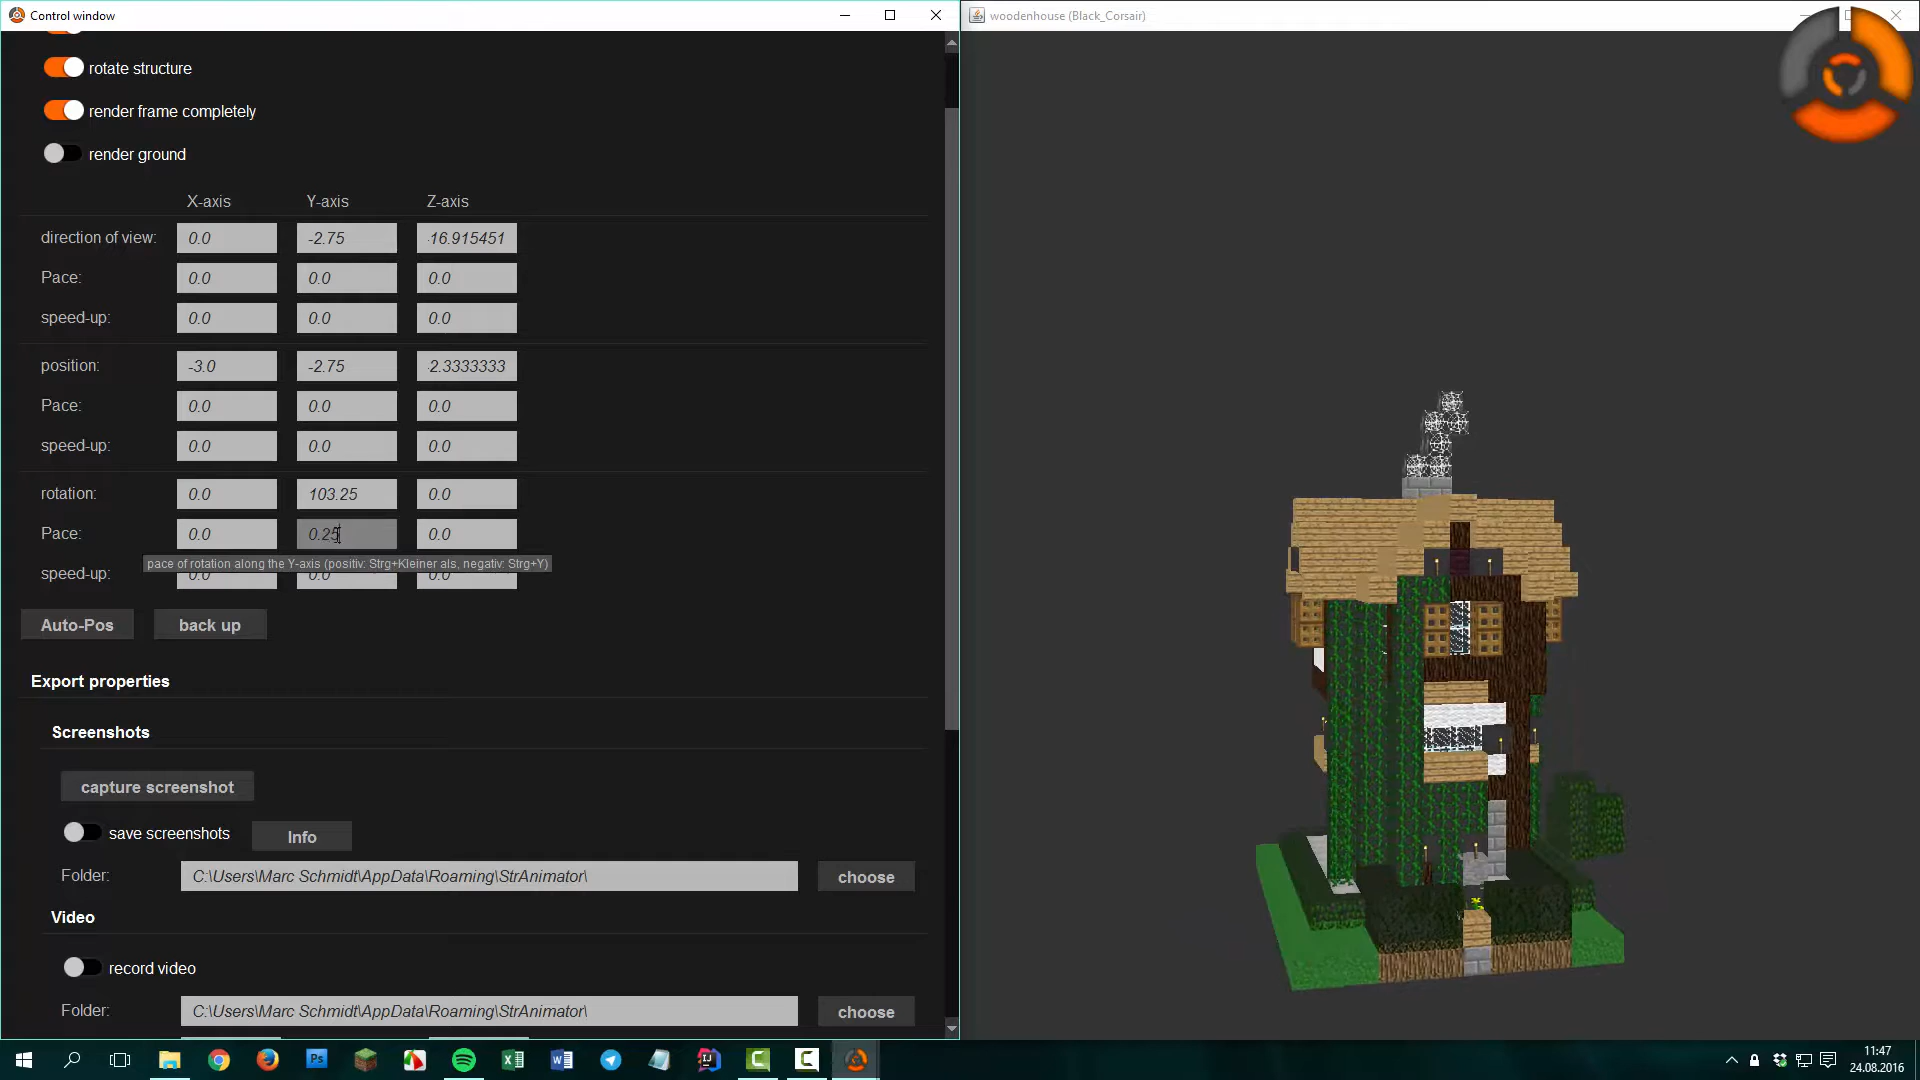 Control window
woodenhouse (Black_Corsair)
rotate structure
render frame completely
render ground
X-axis Y-axis Z-axis
direction of view: 0.0 -2.75 -16.915451
Pace: 0.0 0.0 0.0
speed-up: 0.0 0.0 0.0
position: -3.0 -2.75 -2.3333333
Pace: 0.0 0.0 0.0
speed-up: 0.0 0.0 0.0
rotation: 0.0 103.25 0.0
Pace: 0.0 0.25 0.0
pace of rotation along the Y-axis (positiv: Strg+Kleiner als, negativ: Strg+Y)
speed-up: 0.0 0.0 0.0
Auto-Pos back up
Export properties
Screenshots
capture screenshot
save screenshots Info
Folder: C:\Users\Marc Schmidt\AppData\Roaming\StrAnimator\ choose
Video
record video
Folder: C:\Users\Marc Schmidt\AppData\Roaming\StrAnimator\ choose
11:47
24.08.2016